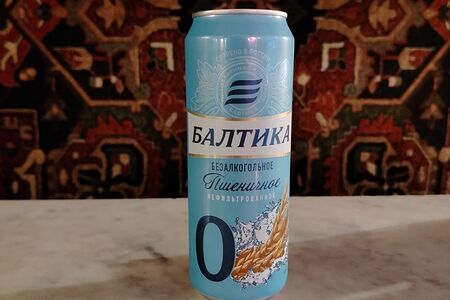 БАЛТИКА
БЕЗАЛКОГОЛЬНОЕ
Пшеничное
НЕФИЛЬТРОВАННОЕ
0